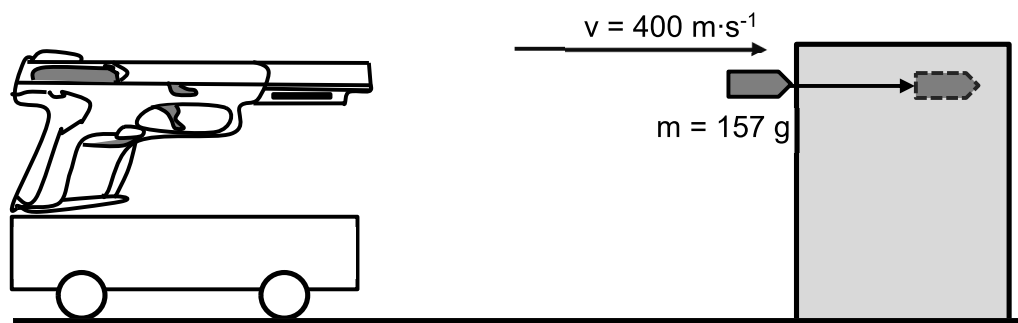 v = 400 m·s⁻¹
m = 157 g